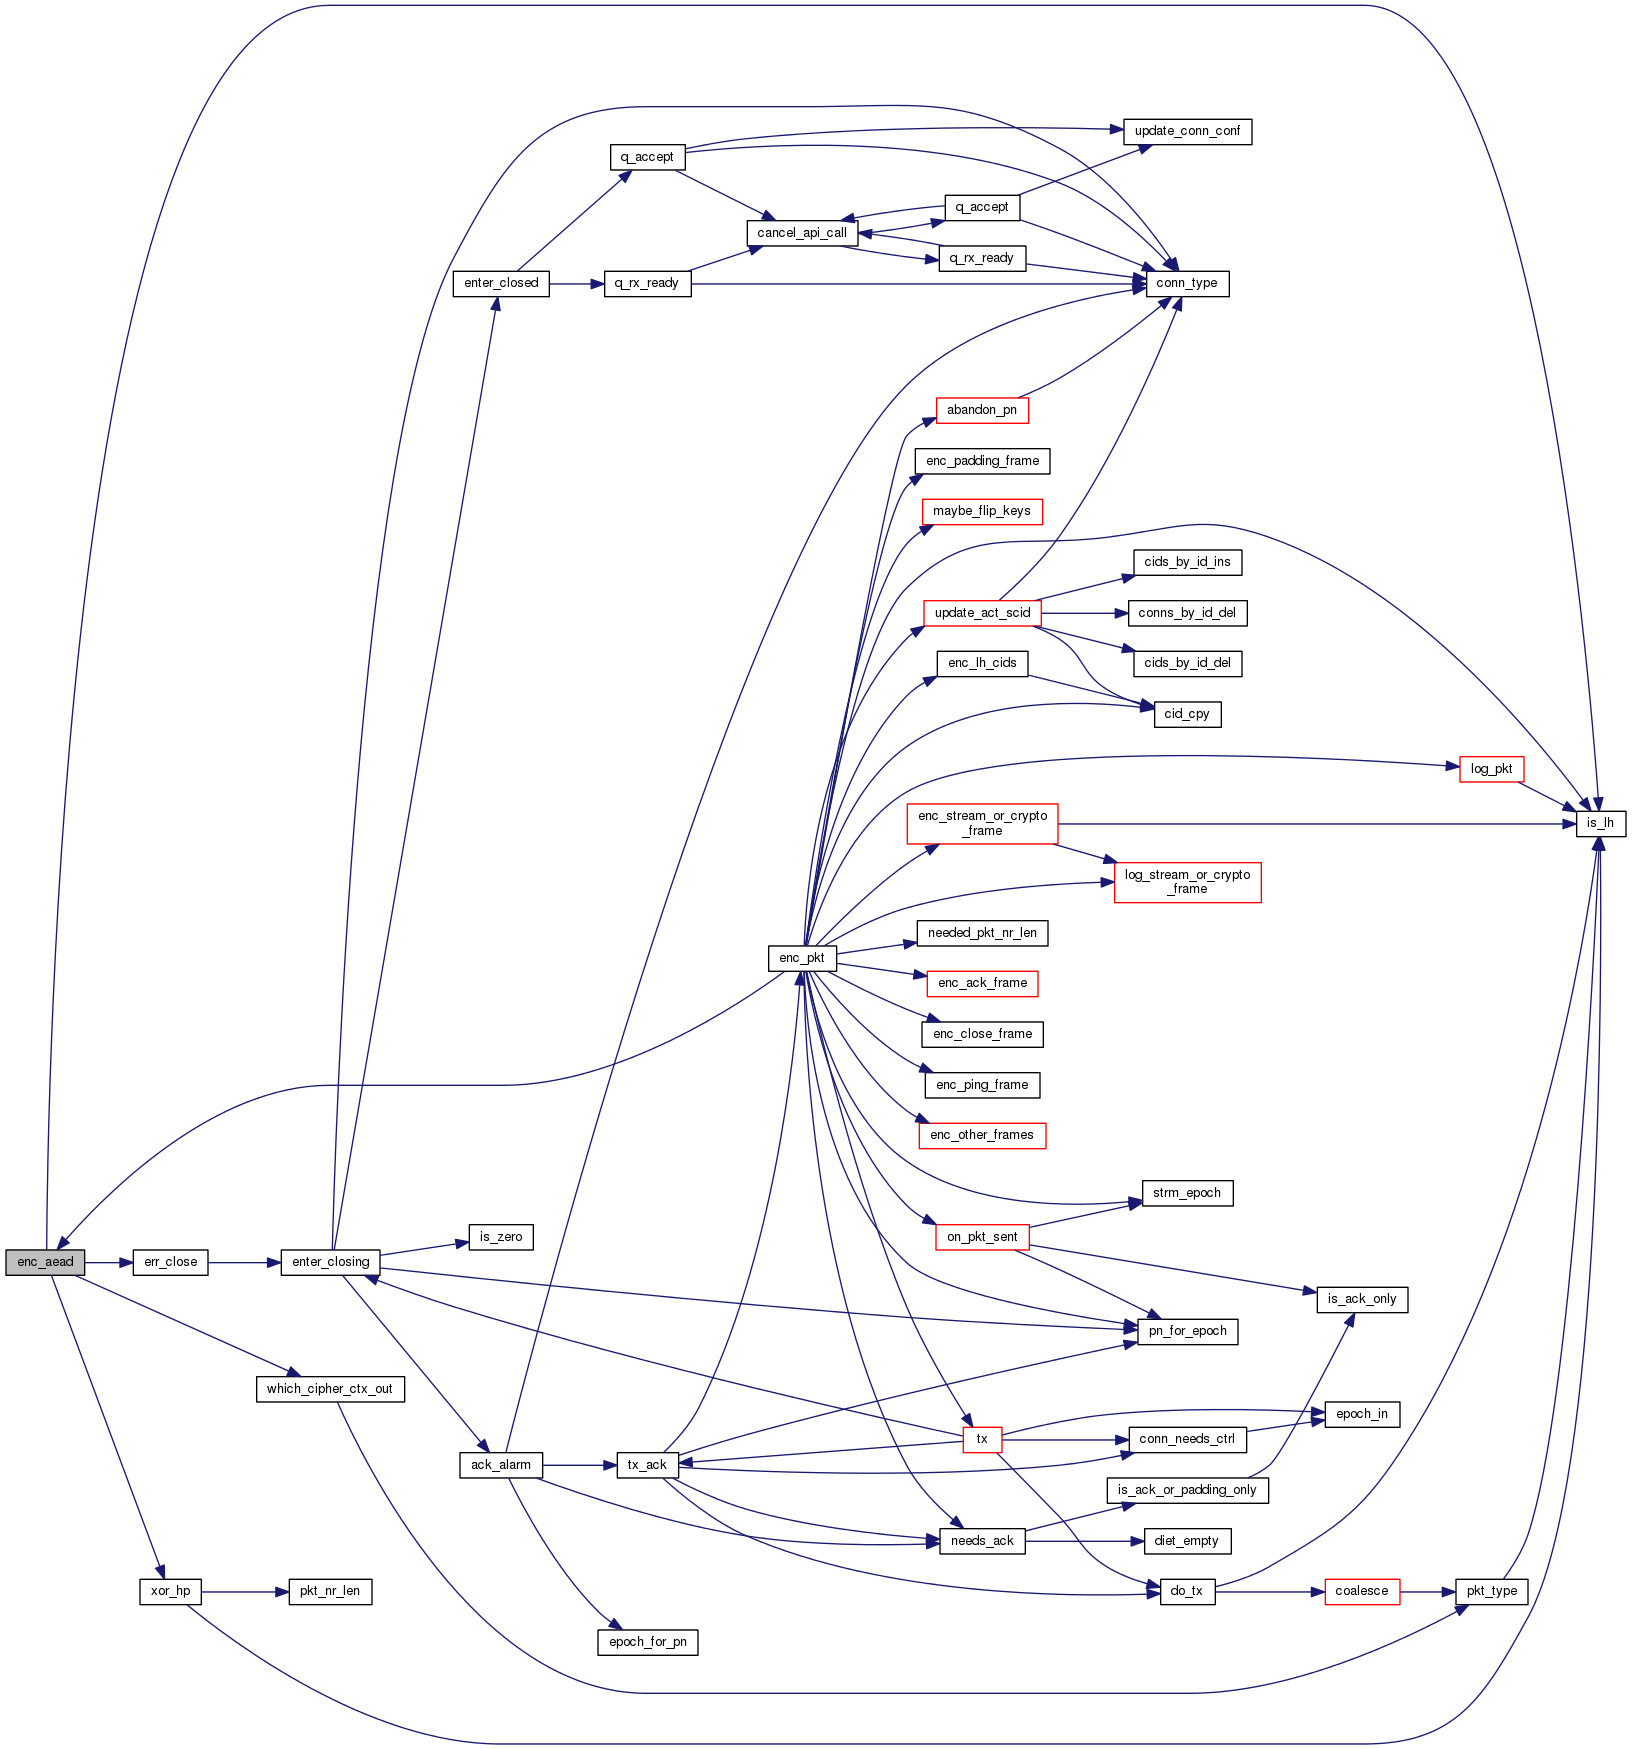 update_conn_conf
q_accept
q_accept
cancel_api_call
q_rx_ready
enter_closed
q_rx_ready
conn_type
abandon_pn
enc_padding_frame
maybe_flip_keys
cids_by_id_ins
update_act_scid
conns_by_id_del
enc_lh_cids
cids_by_id_del
cid_cpy
log_pkt
enc_stream_or_crypto
_frame
is_lh
log_stream_or_crypto
_frame
needed_pkt_nr_len
enc_pkt
enc_ack_frame
enc_close_frame
enc_ping_frame
enc_other_frames
strm_epoch
is_zero
on_pkt_sent
enc_aead
err_close
enter_closing
is_ack_only
pn_for_epoch
which_cipher_ctx_out
epoch_in
tx
conn_needs_ctrl
ack_alarm
tx_ack
is_ack_or_padding_only
needs_ack
diet_empty
xor_hp
pkt_nr_len
do_tx
coalesce
pkt_type
epoch_for_pn